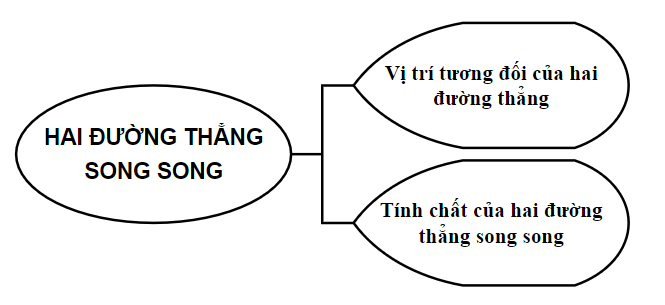 HAI ĐƯỜNG THẲNG
SONG SONG
Vị trí tương đối của hai
đường thẳng
Tính chất của hai đường
thẳng song song